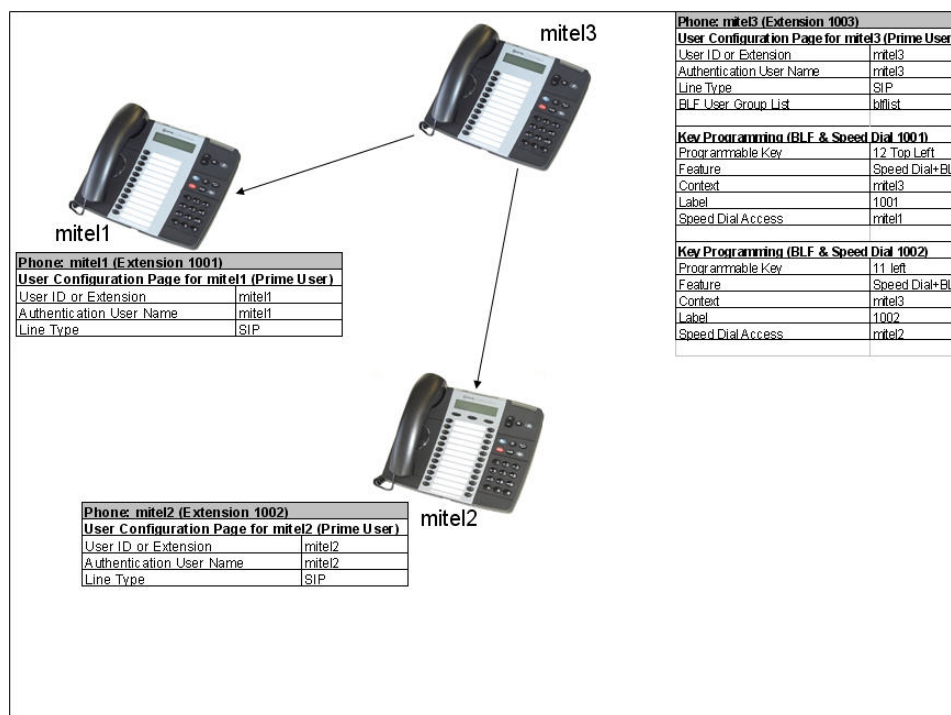 mitel3
mitel1
Phone: mitel1 (Extension 1001)
User Configuration Page for mitel1 (Prime User)
User ID or Extension mitel1
Authentication User Name mitel1
Line Type SIP
mitel2
Phone: mitel2 (Extension 1002)
User Configuration Page for mitel2 (Prime User)
User ID or Extension mitel2
Authentication User Name mitel2
Line Type SIP
Phone: mitel3 (Extension 1003)
User Configuration Page for mitel3 (Prime User
User ID or Extension mitel3
Authentication User Name mitel3
Line Type SIP
BLF User Group List blflist
Key Programming (BLF & Speed Dial 1001)
Programmable Key 12 Top Left
Feature Speed Dial+BL
Context mitel3
Label 1001
Speed Dial Access mitel1
Key Programming (BLF & Speed Dial 1002)
Programmable Key 11 left
Feature Speed Dial+BL
Context mitel3
Label 1002
Speed Dial Access mitel2